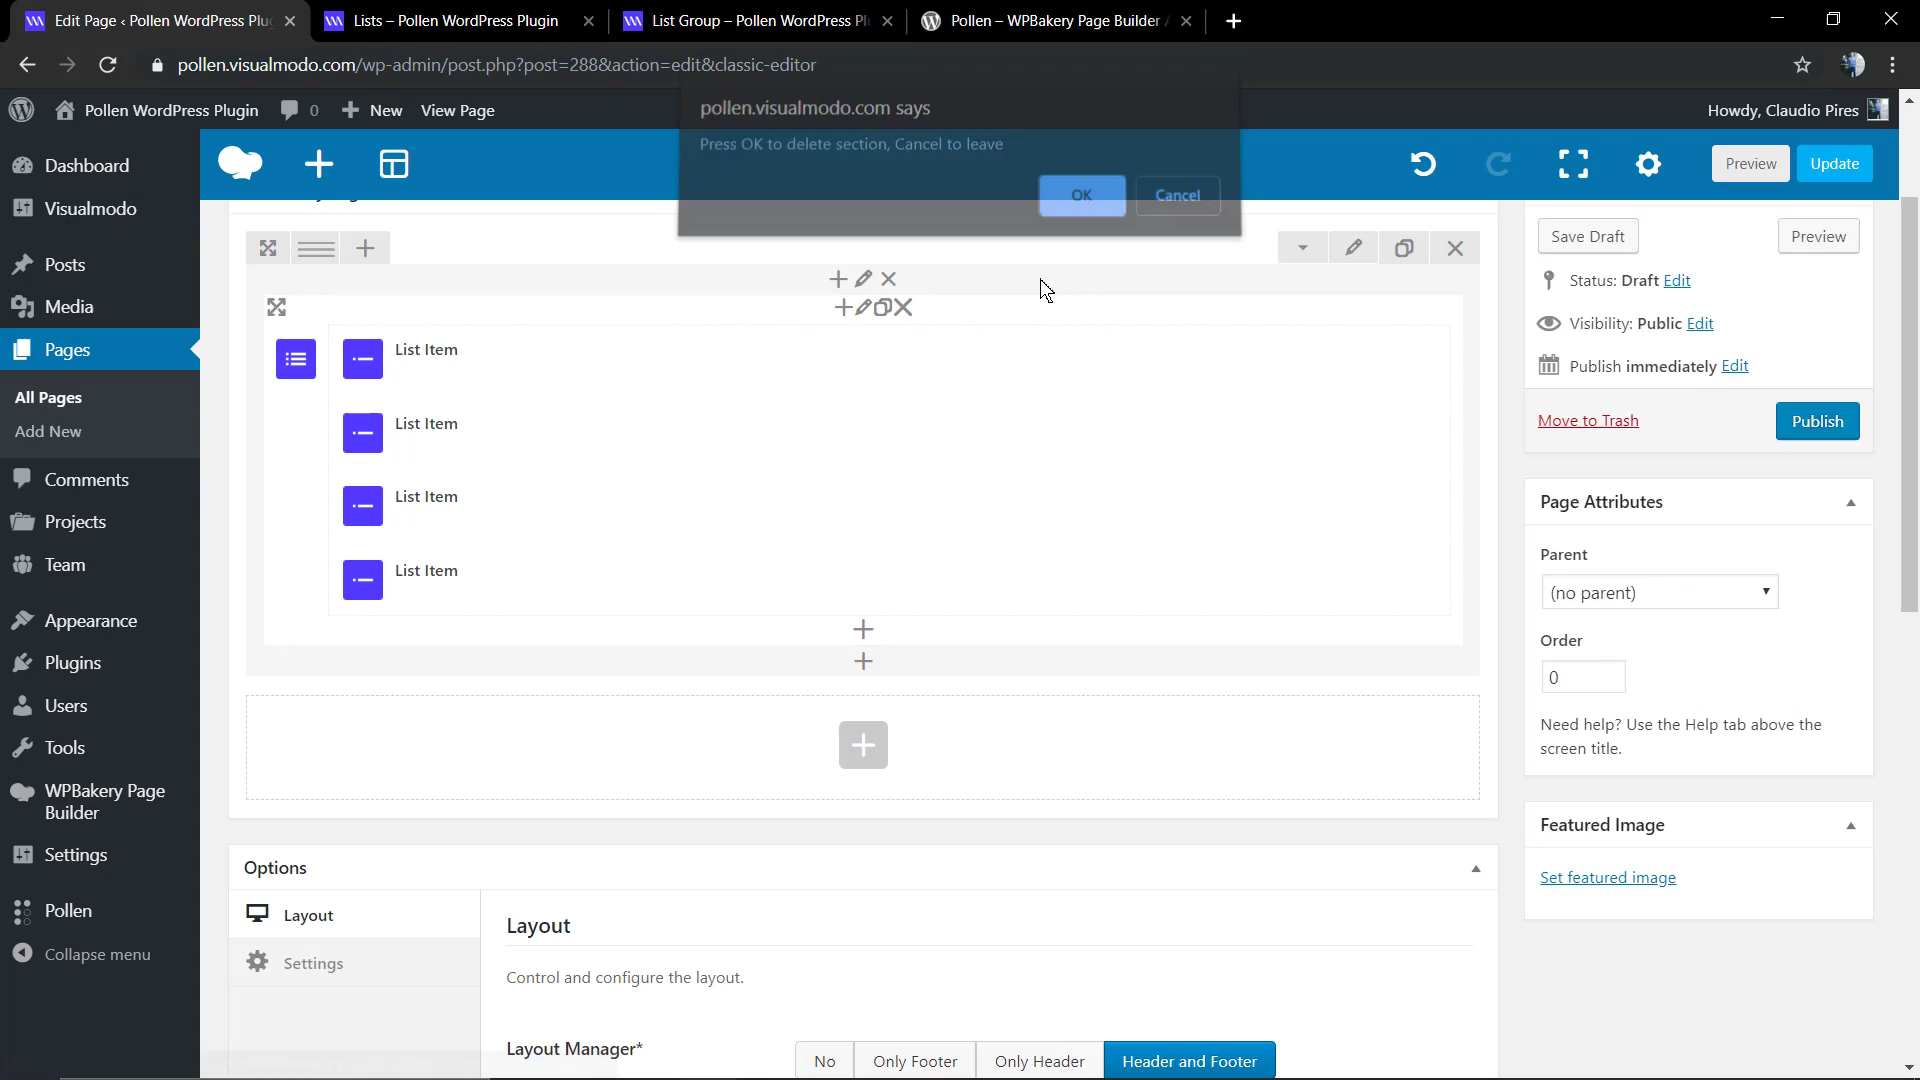 Edit Page ‹ Pollen WordPress Plug
Lists – Pollen WordPress Plugin
List Group – Pollen WordPress Pl
Pollen – WPBakery Page Builder A
pollen.visualmodo.com/wp-admin/post.php?post=288&action=edit&classic-editor
Pollen WordPress Plugin
0
New
View Page
Howdy, Claudio Pires
pollen.visualmodo.com says
Press OK to delete section, Cancel to leave
OK
Cancel
Preview
Update
Dashboard
Visualmodo
Posts
Media
Pages
All Pages
Add New
Comments
Projects
Team
Appearance
Plugins
Users
Tools
WPBakery Page
Builder
Settings
Pollen
Collapse menu
List Item
List Item
List Item
List Item
Options
Layout
Settings
Layout
Control and configure the layout.
Layout Manager*
No
Only Footer
Only Header
Header and Footer
Save Draft
Preview
Status: Draft Edit
Visibility: Public Edit
Publish immediately Edit
Move to Trash
Publish
Page Attributes
Parent
(no parent)
Order
0
Need help? Use the Help tab above the
screen title.
Featured Image
Set featured image